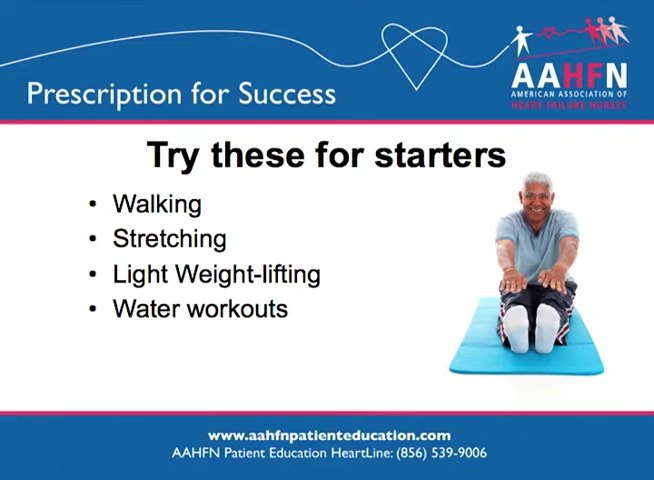 Prescription for Success
AAHFN
AMERICAN ASSOCIATION OF
HEART FAILURE NURSES
Try these for starters
• Walking
• Stretching
• Light Weight-lifting
• Water workouts
www.aahfnpatienteducation.com
AAHFN Patient Education HeartLine: (856) 539-9006